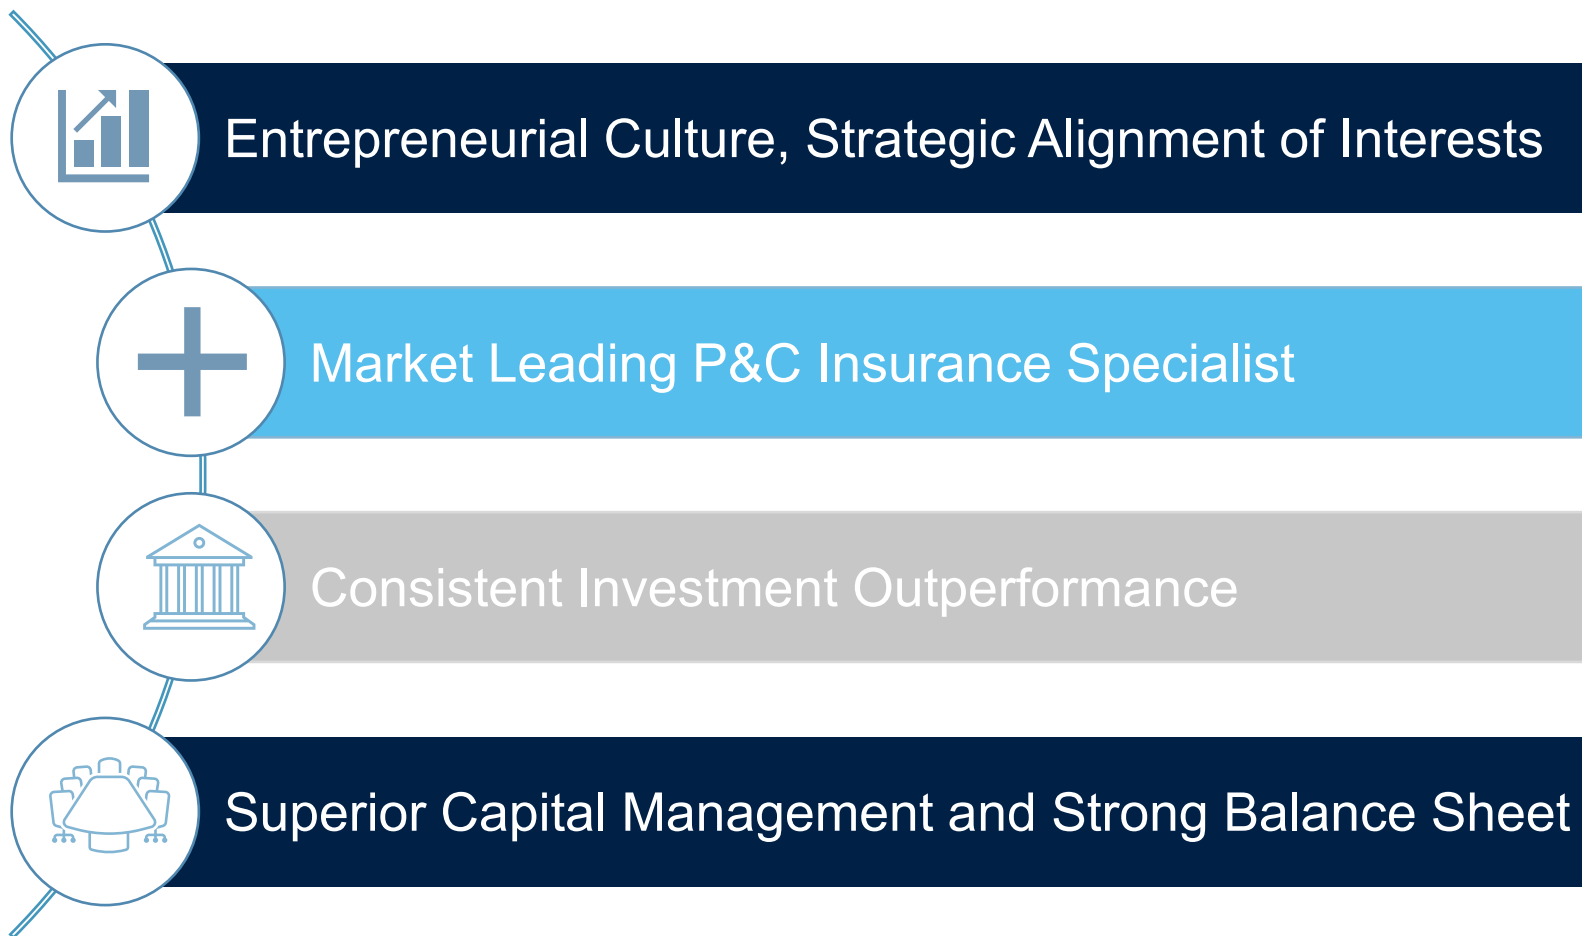 Entrepreneurial Culture, Strategic Alignment of Interests
Market Leading P&C Insurance Specialist
Consistent Investment Outperformance
Superior Capital Management and Strong Balance Sheet